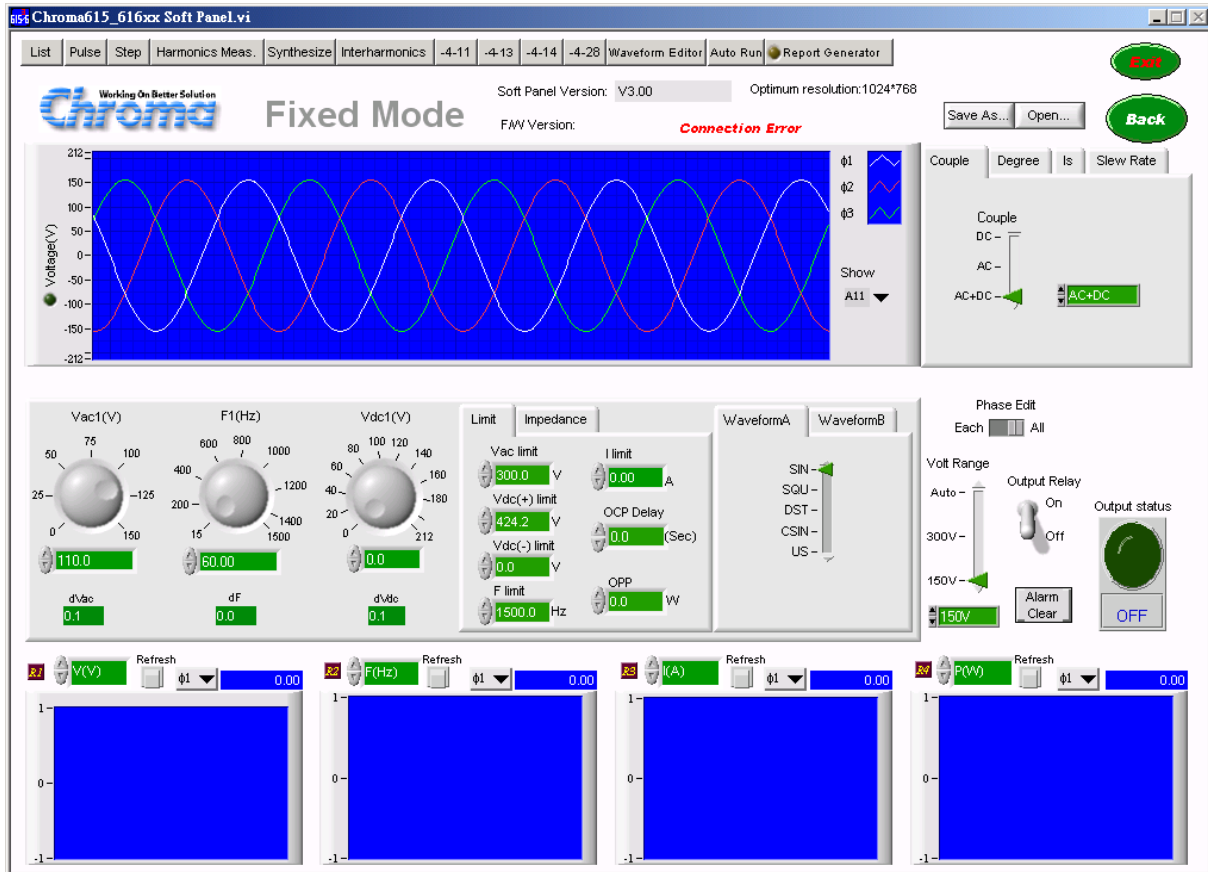 Chroma615_616xx Soft Panel.vi
List Pulse Step Harmonics Meas. Synthesize Interharmonics -4-11 -4-13 -4-14 -4-28 Waveform Editor Auto Run Report Generator
Exit
Working On Better Solution
Chroma
Fixed Mode
Soft Panel Version: V3.00
Optimum resolution:1024*768
F/W Version:
Connection Error
Save As... Open...
Back
Voltage(V)
212
150
100
50
0
-50
-100
-150
-212
ϕ1
ϕ2
ϕ3
Show
A11
Couple Degree Is Slew Rate
Couple
DC
AC
AC+DC
AC+DC
Vac1(V)
0 25 50 75 100 125 150
110.0
dVac
0.1
F1(Hz)
15 200 400 600 800 1000 1200 1400 1500
60.00
dF
0.0
Vdc1(V)
0 20 40 60 80 100 120 140 160 180 212
0.0
dVdc
0.1
Limit Impedance
Vac limit
300.0 V
Vdc(+) limit
424.2 V
Vdc(-) limit
0.0 V
F limit
1500.0 Hz
I limit
0.00 A
OCP Delay
0.0 (Sec)
OPP
0.0 W
WaveformA WaveformB
SIN
SQU
DST
CSIN
US
Phase Edit
Each All
Volt Range
Auto
300V
150V
150V
Output Relay
On
Off
Alarm
Clear
Output status
OFF
R1 V(V) Refresh ϕ1 0.00
1
0
-1
R2 F(Hz) Refresh ϕ1 0.00
1
0
-1
R3 I(A) Refresh ϕ1 0.00
1
0
-1
R4 P(W) Refresh ϕ1 0.00
1
0
-1